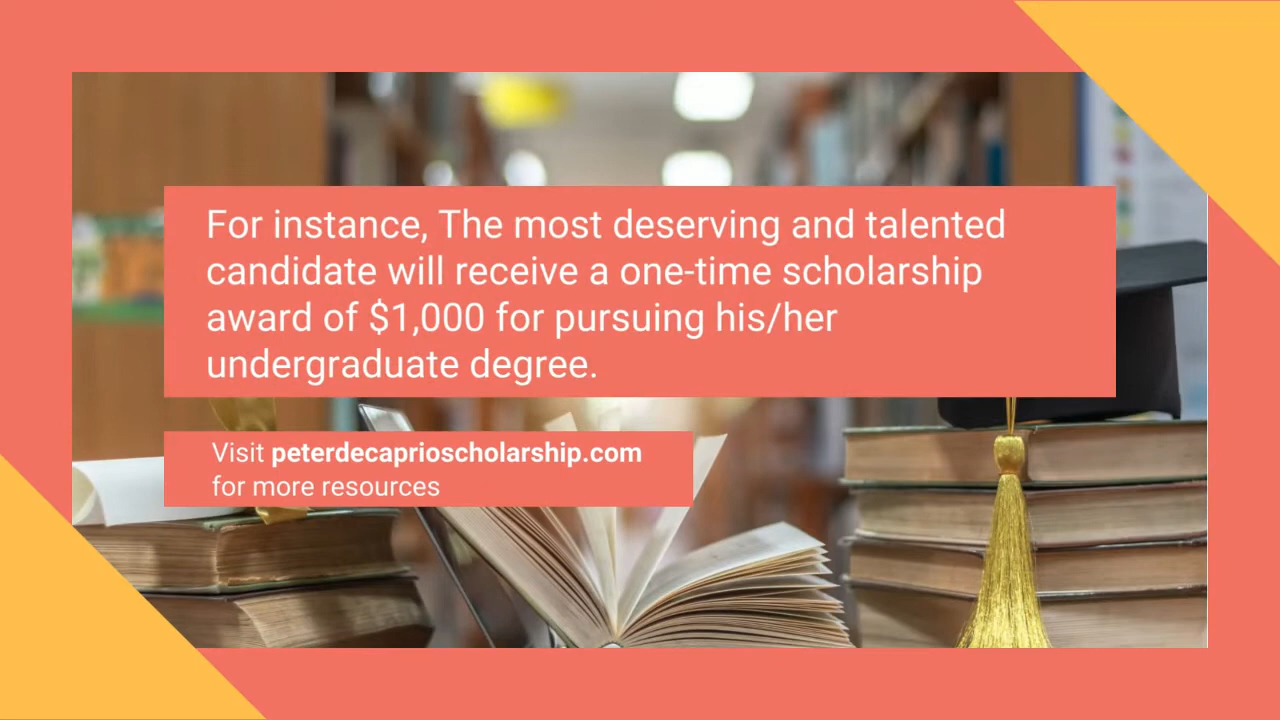 For instance, The most deserving and talented
candidate will receive a one-time scholarship
award of $1,000 for pursuing his/her
undergraduate degree.
Visit peterdecaprioscholarship.com
for more resources